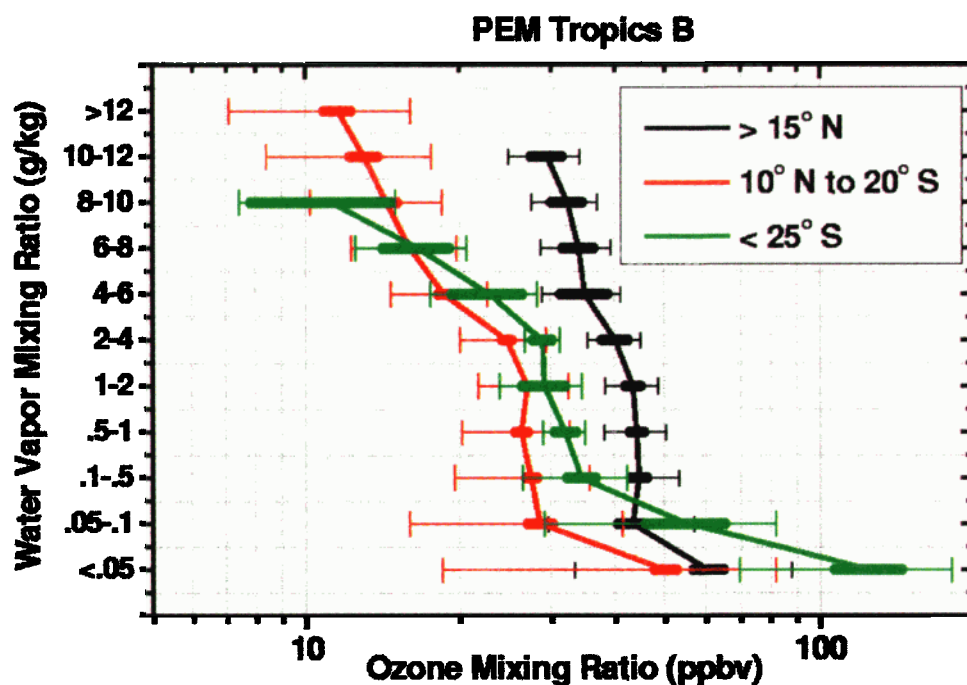 PEM Tropics B
Water Vapor Mixing Ratio (g/kg)
>12
10-12
8-10
6-8
4-6
2-4
1-2
.5-1
.1-.5
.05-.1
<.05
> 15° N
10° N to 20° S
< 25° S
10
100
Ozone Mixing Ratio (ppbv)